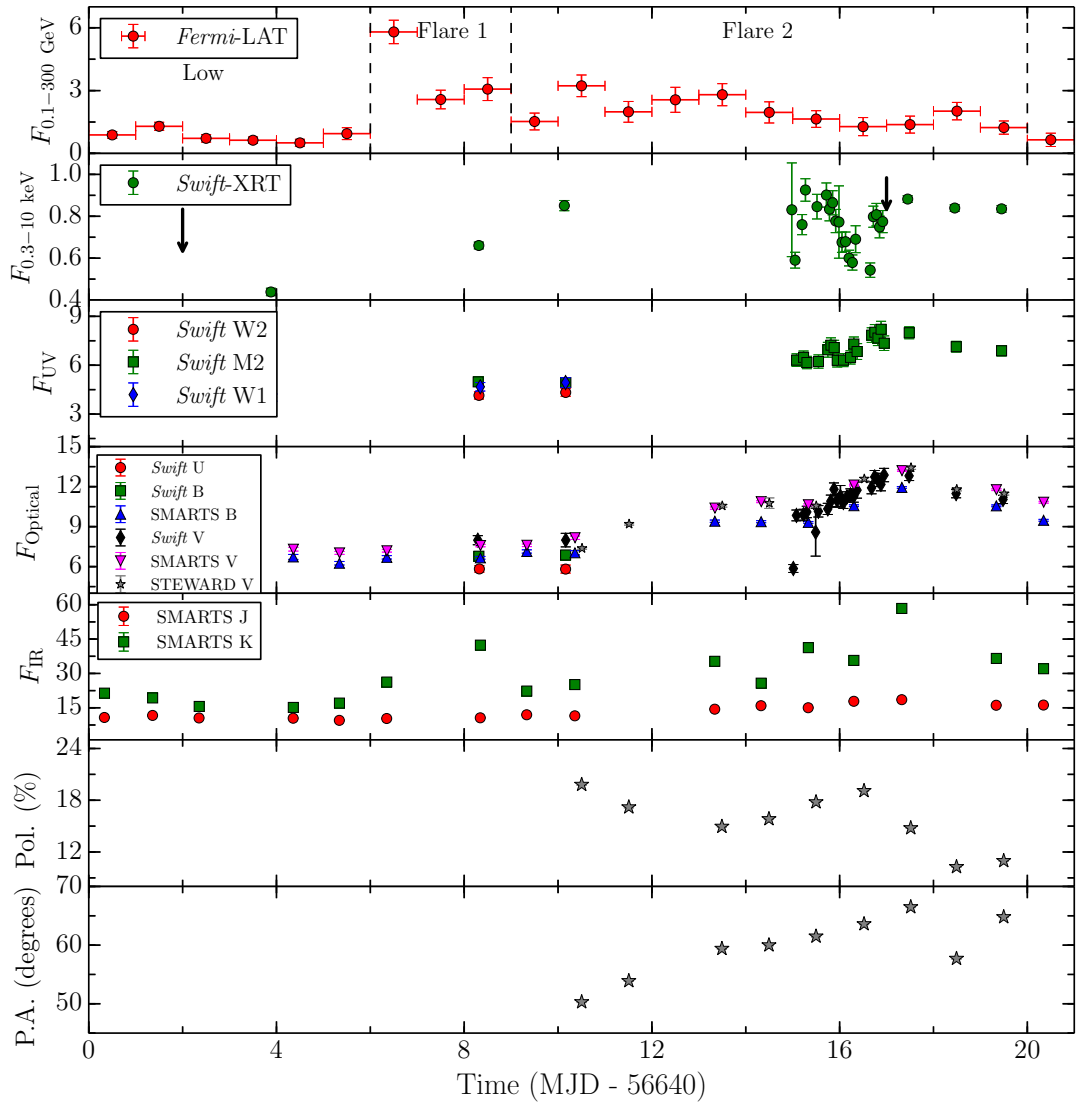 6
3
0
F0.1−300 GeV
Fermi-LAT
Low
Flare 1
Flare 2
1.0
0.8
0.6
0.4
F0.3−10 keV
Swift-XRT
9
6
3
FUV
Swift W2
Swift M2
Swift W1
15
12
9
6
FOptical
Swift U
Swift B
SMARTS B
Swift V
SMARTS V
STEWARD V
60
45
30
15
FIR
SMARTS J
SMARTS K
24
18
12
Pol. (%)
70
60
50
P.A. (degrees)
0 4 8 12 16 20
Time (MJD - 56640)